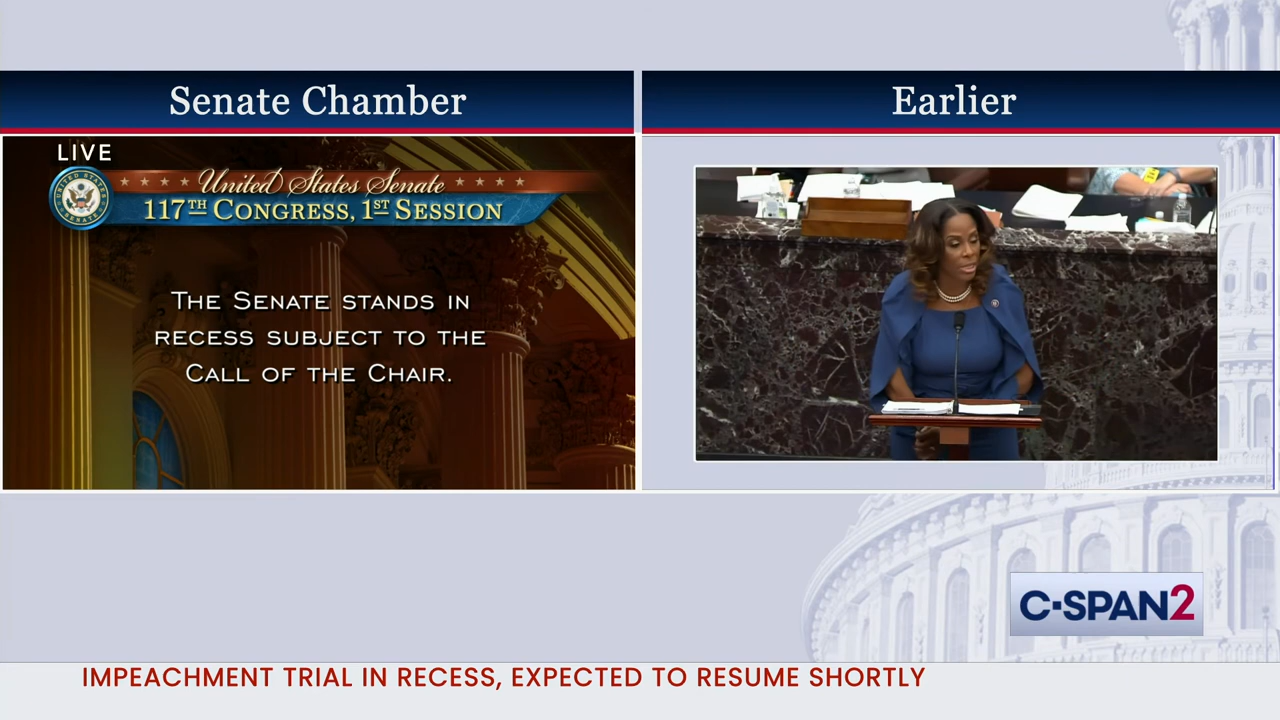 Senate Chamber
Earlier
LIVE
United States Senate
117TH CONGRESS, 1ST SESSION
THE SENATE STANDS IN
RECESS SUBJECT TO THE
CALL OF THE CHAIR.
C-SPAN2
IMPEACHMENT TRIAL IN RECESS, EXPECTED TO RESUME SHORTLY